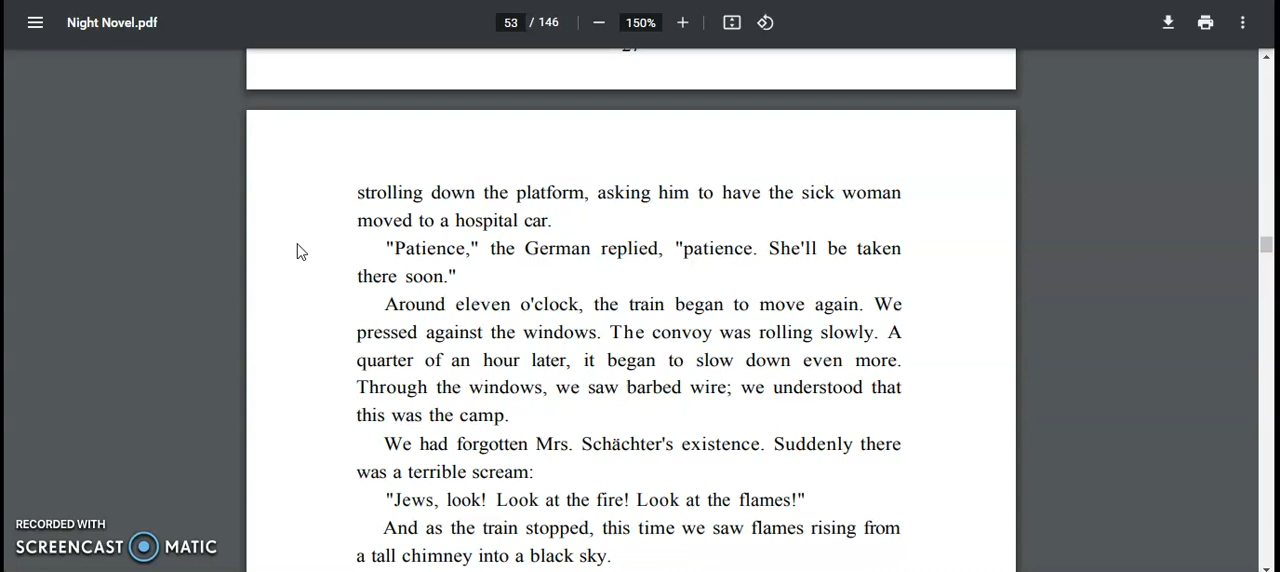 Night Novel.pdf
53 / 146
150%
strolling down the platform, asking him to have the sick woman
moved to a hospital car.
"Patience," the German replied, "patience. She'll be taken
there soon."
Around eleven o'clock, the train began to move again. We
pressed against the windows. The convoy was rolling slowly. A
quarter of an hour later, it began to slow down even more.
Through the windows, we saw barbed wire; we understood that
this was the camp.
We had forgotten Mrs. Schächter's existence. Suddenly there
was a terrible scream:
"Jews, look! Look at the fire! Look at the flames!"
And as the train stopped, this time we saw flames rising from
a tall chimney into a black sky.
RECORDED WITH
SCREENCAST MATIC